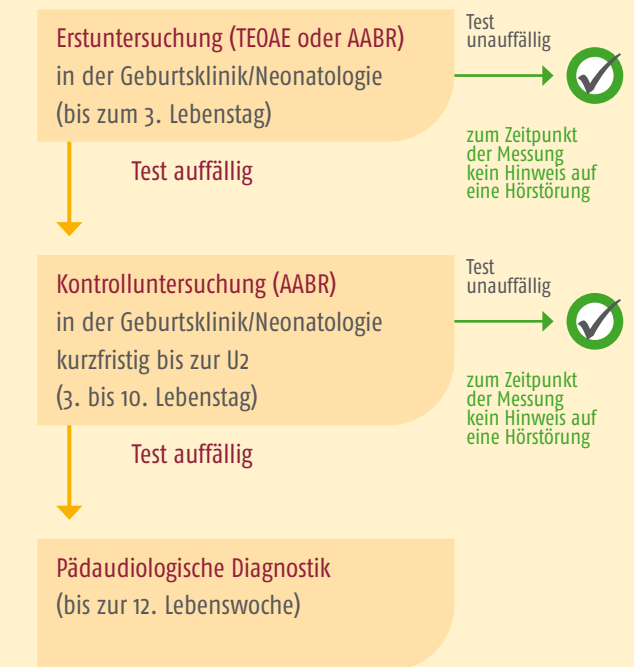 Erstuntersuchung (TEOAE oder AABR)
in der Geburtsklinik/Neonatologie
(bis zum 3. Lebenstag)
Test
unauffällig
zum Zeitpunkt
der Messung
kein Hinweis auf
eine Hörstörung
Test auffällig
Kontrolluntersuchung (AABR)
in der Geburtsklinik/Neonatologie
kurzfristig bis zur U2
(3. bis 10. Lebenstag)
Test
unauffällig
zum Zeitpunkt
der Messung
kein Hinweis auf
eine Hörstörung
Test auffällig
Pädaudiologische Diagnostik
(bis zur 12. Lebenswoche)